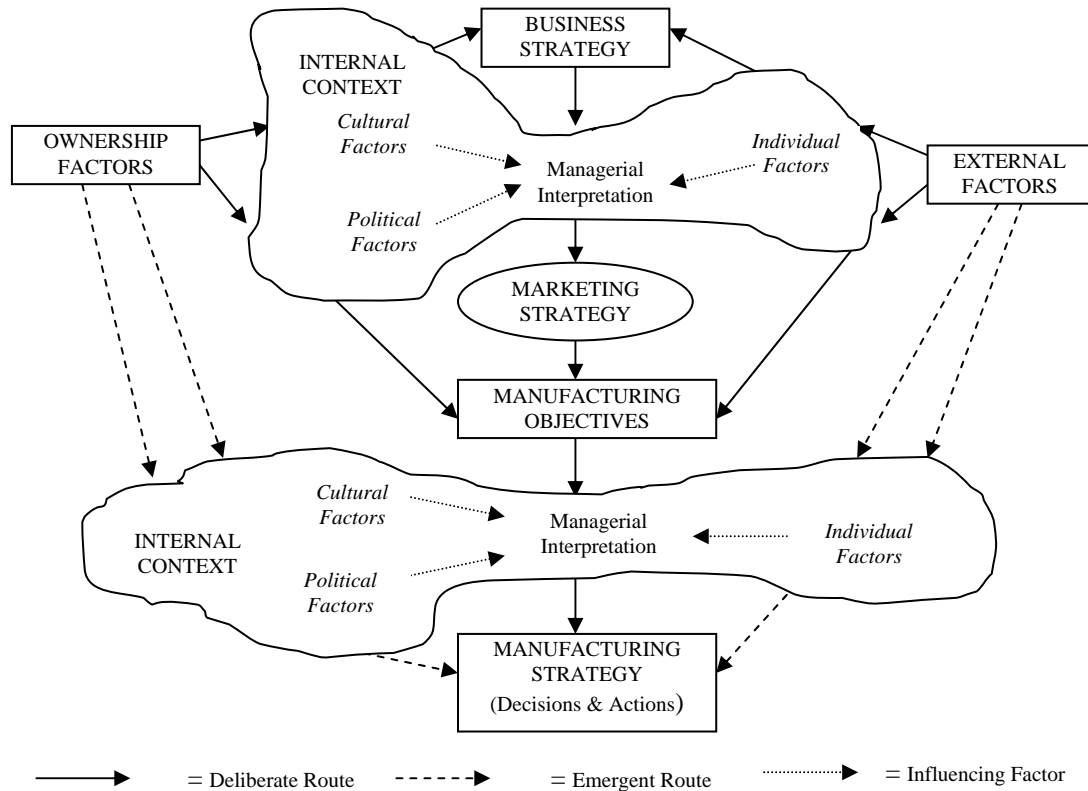 BUSINESS
STRATEGY
INTERNAL
CONTEXT
Cultural
Factors
Individual
Factors
OWNERSHIP
FACTORS
Managerial
Interpretation
EXTERNAL
FACTORS
Political
Factors
MARKETING
STRATEGY
MANUFACTURING
OBJECTIVES
Cultural
Factors
Managerial
Interpretation
Individual
Factors
INTERNAL
CONTEXT
Political
Factors
MANUFACTURING
STRATEGY
(Decisions & Actions)
= Deliberate Route
= Emergent Route
= Influencing Factor